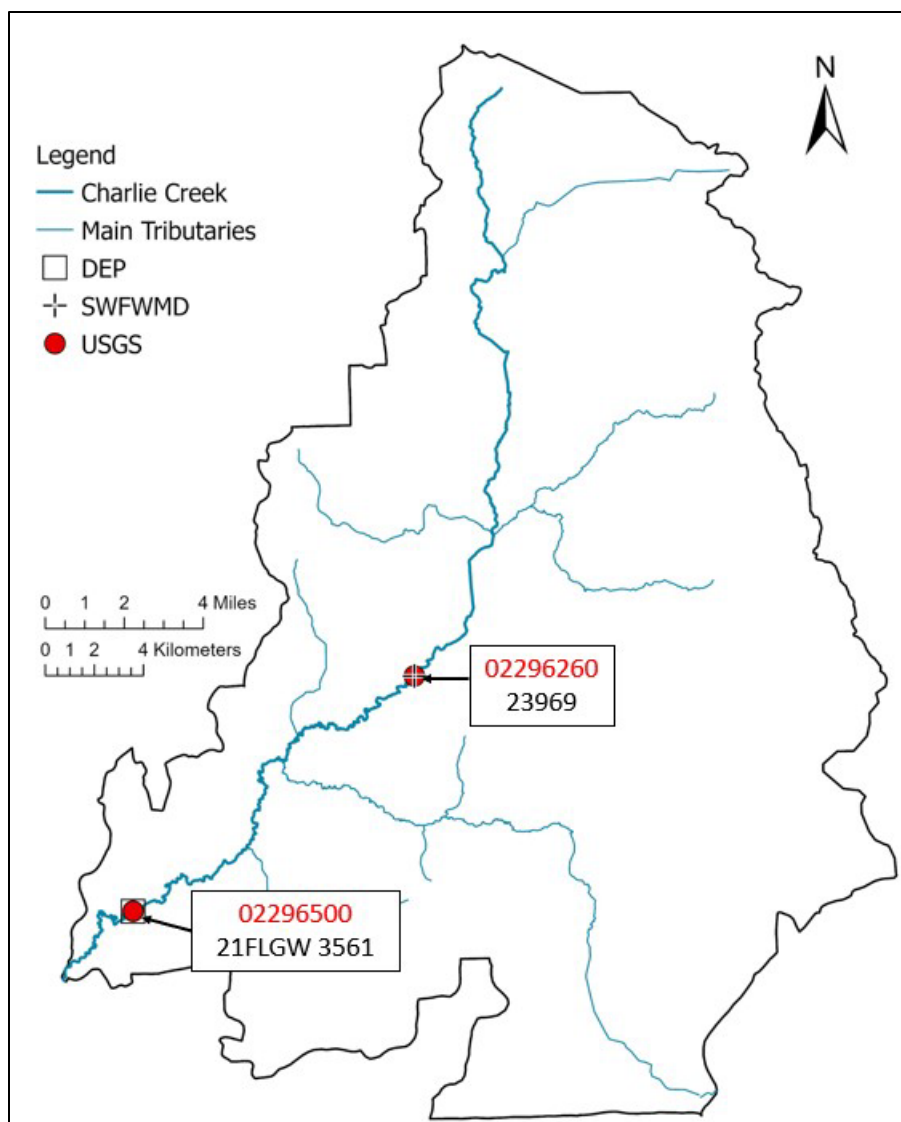 N
Legend
Charlie Creek
Main Tributaries
DEP
SWFWMD
USGS
0 1 2 4 Miles
0 1 2 4 Kilometers
02296260
23969
02296500
21FLGW 3561